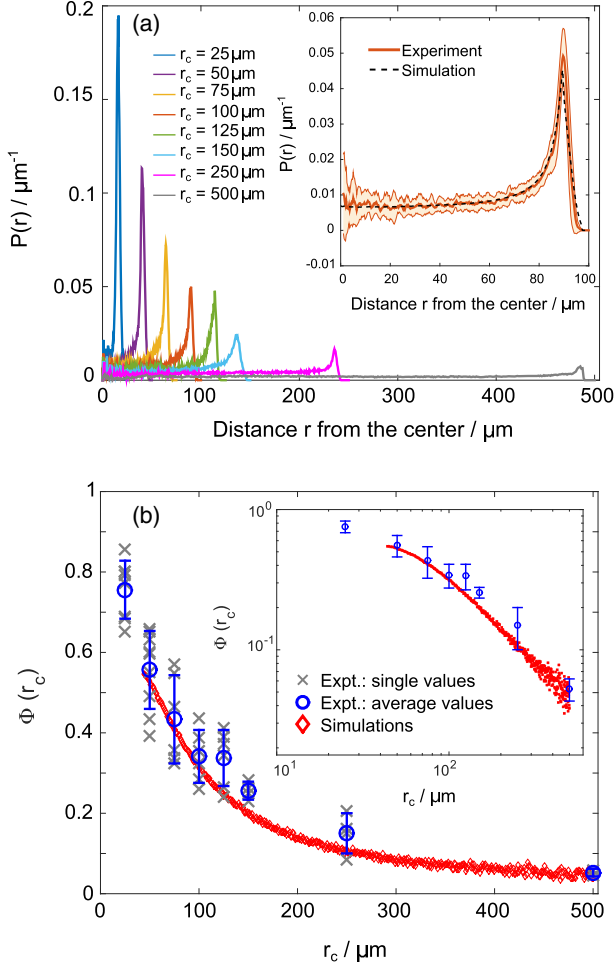 (a)
P(r) / µm⁻¹
0.2
0.15
0.1
0.05
0
0
100
200
300
400
500
Distance r from the center / µm
r_c = 25 µm
r_c = 50 µm
r_c = 75 µm
r_c = 100 µm
r_c = 125 µm
r_c = 150 µm
r_c = 250 µm
r_c = 500 µm
P(r) / µm⁻¹
0.06
0.05
0.04
0.03
0.02
0.01
0
-0.01
0
20
40
60
80
100
Distance r from the center / µm
Experiment
Simulation
(b)
Φ (r_c)
1
0.8
0.6
0.4
0.2
0
0
100
200
300
400
500
r_c / µm
Φ (r_c)
10⁰
10⁻¹
10¹
10²
r_c / µm
Expt.: single values
Expt.: average values
Simulations